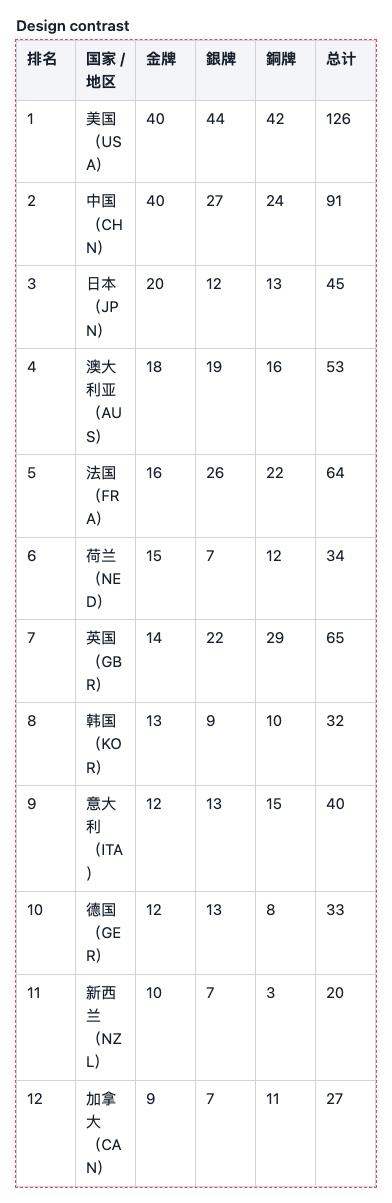 Design contrast
排名 国家 / 金牌 銀牌 銅牌 总计
地区
1 美国 40 44 42 126
（US
A）
2 中国 40 27 24 91
（CH
N）
3 日本 20 12 13 45
（JP
N）
4 澳大 18 19 16 53
利亚
（AU
S）
5 法国 16 26 22 64
（FR
A）
6 荷兰 15 7 12 34
（NE
D）
7 英国 14 22 29 65
（GB
R）
8 韩国 13 9 10 32
（KO
R）
9 意大 12 13 15 40
利
（ITA
）
10 德国 12 13 8 33
（GE
R）
11 新西 10 7 3 20
兰
（NZ
L）
12 加拿 9 7 11 27
大
（CA
N）